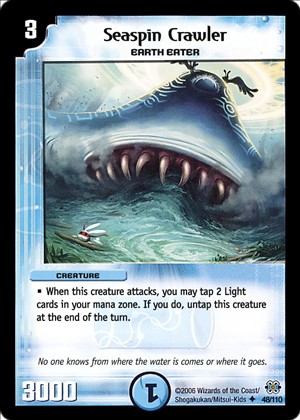 3
Seaspin Crawler
EARTH EATER
CREATURE
▪ When this creature attacks, you may tap 2 Light
cards in your mana zone. If you do, untap this creature
at the end of the turn.
No one knows from where the water is comes or where it goes.
3000
©2006 Wizards of the Coast/
Shogakukan/Mitsui-Kids ♦ 48/110